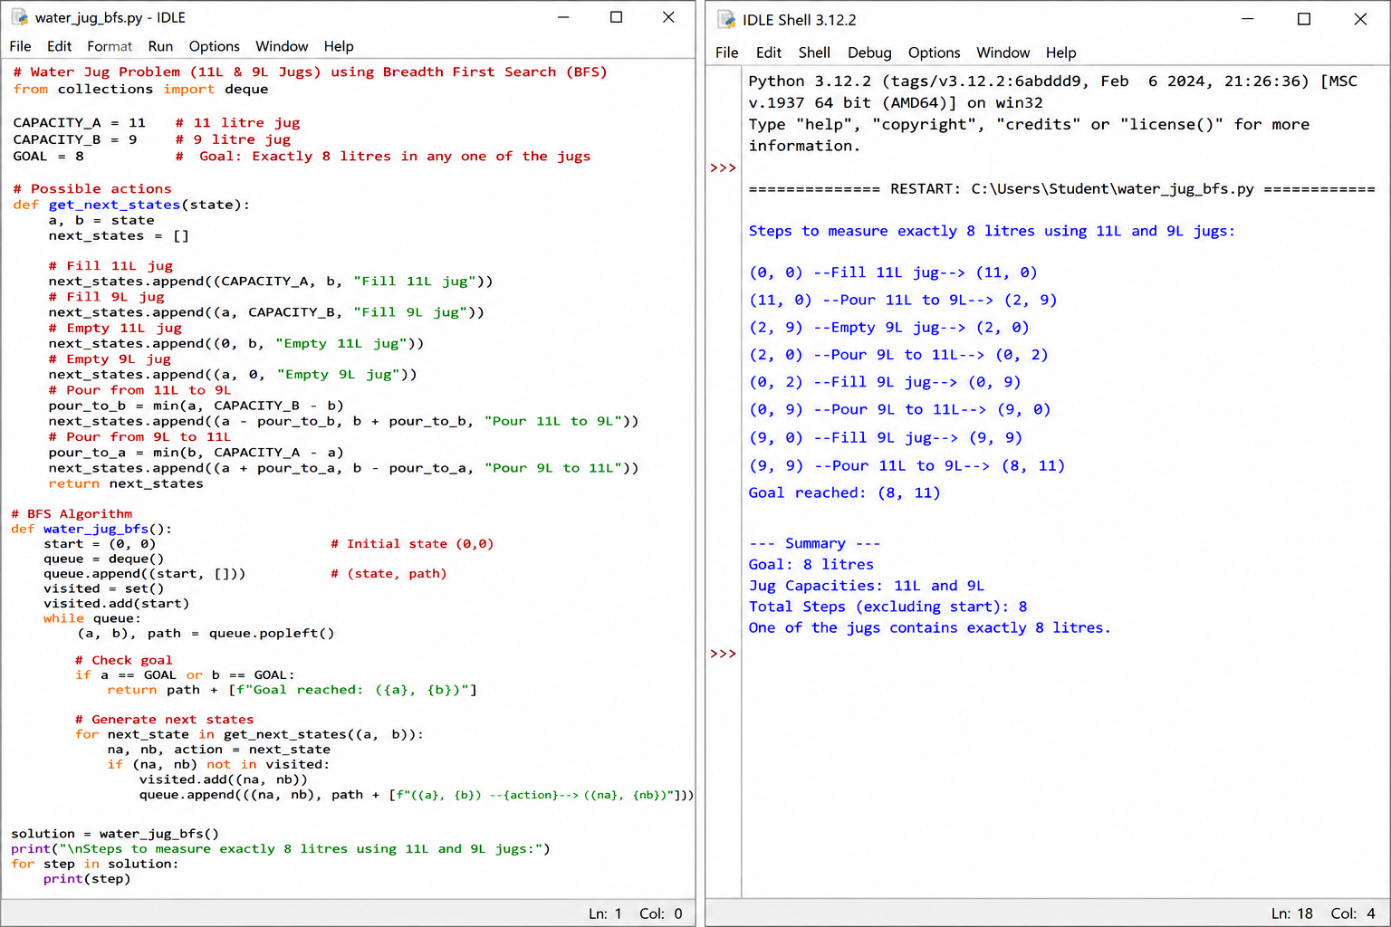 water_jug_bfs.py - IDLE
File Edit Format Run Options Window Help
# Water Jug Problem (11L & 9L Jugs) using Breadth First Search (BFS)
from collections import deque
CAPACITY_A = 11 # 11 litre jug
CAPACITY_B = 9 # 9 litre jug
GOAL = 8 # Goal: Exactly 8 litres in any one of the jugs
# Possible actions
def get_next_states(state):
a, b = state
next_states = []
# Fill 11L jug
next_states.append((CAPACITY_A, b, "Fill 11L jug"))
# Fill 9L jug
next_states.append((a, CAPACITY_B, "Fill 9L jug"))
# Empty 11L jug
next_states.append((0, b, "Empty 11L jug"))
# Empty 9L jug
next_states.append((a, 0, "Empty 9L jug"))
# Pour from 11L to 9L
pour_to_b = min(a, CAPACITY_B - b)
next_states.append((a - pour_to_b, b + pour_to_b, "Pour 11L to 9L"))
# Pour from 9L to 11L
pour_to_a = min(b, CAPACITY_A - a)
next_states.append((a + pour_to_a, b - pour_to_a, "Pour 9L to 11L"))
return next_states
# BFS Algorithm
def water_jug_bfs():
start = (0, 0) # Initial state (0,0)
queue = deque()
queue.append((start, [])) # (state, path)
visited = set()
visited.add(start)
while queue:
(a, b), path = queue.popleft()
# Check goal
if a == GOAL or b == GOAL:
return path + [f"Goal reached: ({a}, {b})"]
# Generate next states
for next_state in get_next_states((a, b)):
na, nb, action = next_state
if (na, nb) not in visited:
visited.add((na, nb))
queue.append(((na, nb), path + [f"({a}, {b}) --{action}--> ({na}, {nb})"]))
solution = water_jug_bfs()
print("\nSteps to measure exactly 8 litres using 11L and 9L jugs:")
for step in solution:
print(step)
Ln: 1 Col: 0
IDLE Shell 3.12.2
File Edit Shell Debug Options Window Help
Python 3.12.2 (tags/v3.12.2:6abddd9, Feb 6 2024, 21:26:36) [MSC
v.1937 64 bit (AMD64)] on win32
Type "help", "copyright", "credits" or "license()" for more
information.
>>>
============== RESTART: C:\Users\Student\water_jug_bfs.py ============
Steps to measure exactly 8 litres using 11L and 9L jugs:
(0, 0) --Fill 11L jug--> (11, 0)
(11, 0) --Pour 11L to 9L--> (2, 9)
(2, 9) --Empty 9L jug--> (2, 0)
(2, 0) --Pour 9L to 11L--> (0, 2)
(0, 2) --Fill 9L jug--> (0, 9)
(0, 9) --Pour 9L to 11L--> (9, 0)
(9, 0) --Fill 9L jug--> (9, 9)
(9, 9) --Pour 11L to 9L--> (8, 11)
Goal reached: (8, 11)
--- Summary ---
Goal: 8 litres
Jug Capacities: 11L and 9L
Total Steps (excluding start): 8
One of the jugs contains exactly 8 litres.
>>>
Ln: 18 Col: 4